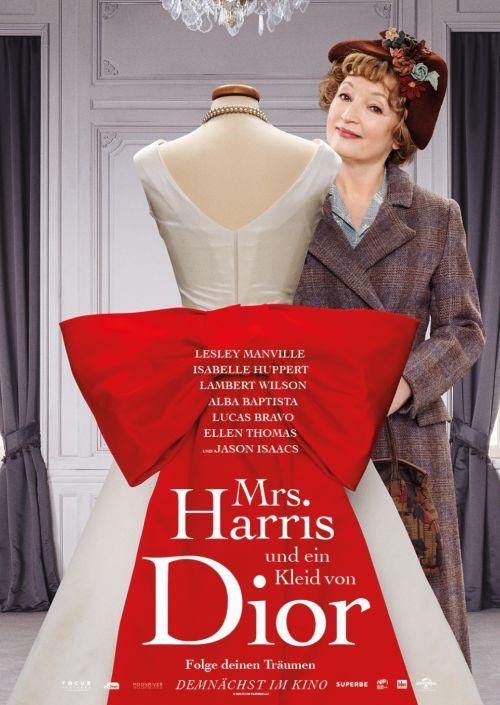 LESLEY MANVILLE
ISABELLE HUPPERT
LAMBERT WILSON
ALBA BAPTISTA
LUCAS BRAVO
ELLEN THOMAS
UND JASON ISAACS
Mrs.
Harris
und ein
Kleid von
Dior
Folge deinen Träumen
DEMNÄCHST IM KINO
FOCUS
SUPERBE